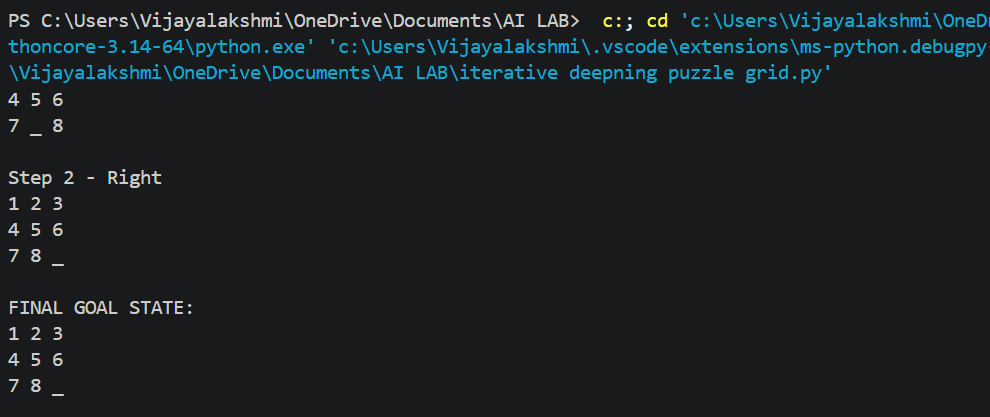 PS C:\Users\Vijayalakshmi\OneDrive\Documents\AI LAB>  c:; cd 'c:\Users\Vijayalakshmi\OneD
thoncore-3.14-64\python.exe' 'c:\Users\Vijayalakshmi\.vscode\extensions\ms-python.debugpy-
\Vijayalakshmi\OneDrive\Documents\AI LAB\iterative deepning puzzle grid.py'
4 5 6
7 _ 8
Step 2 - Right
1 2 3
4 5 6
7 8 _
FINAL GOAL STATE:
1 2 3
4 5 6
7 8 _